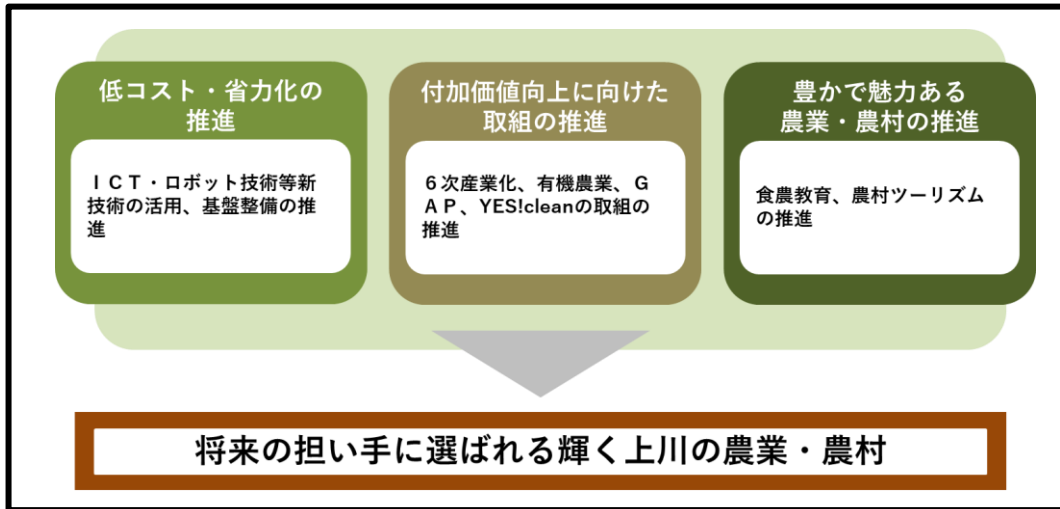 低コスト・省力化の
推進
ＩＣＴ・ロボット技術等新
技術の活用、基盤整備の推
進
付加価値向上に向けた
取組の推進
６次産業化、有機農業、Ｇ
ＡＰ、YES!cleanの取組の
推進
豊かで魅力ある
農業・農村の推進
食農教育、農村ツーリズム
の推進
将来の担い手に選ばれる輝く上川の農業・農村